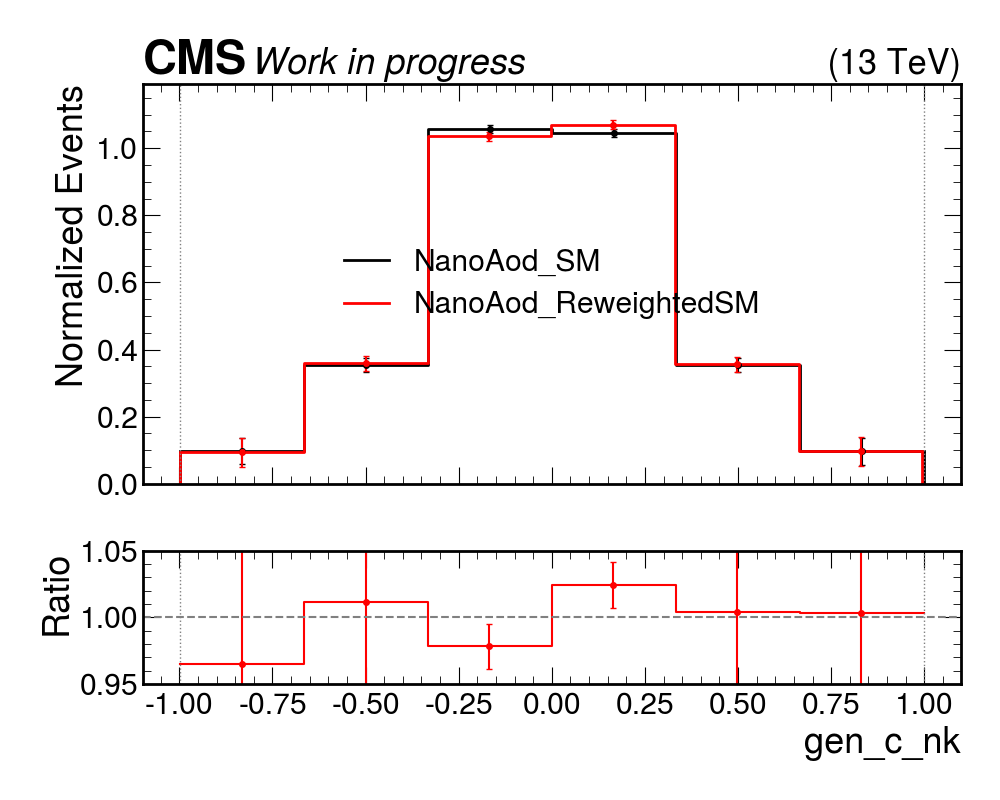 CMS Work in progress (13 TeV)
Normalized Events
1.0
0.8
0.6
0.4
0.2
0.0
NanoAod_SM
NanoAod_ReweightedSM
Ratio
1.05
1.00
0.95
-1.00 -0.75 -0.50 -0.25 0.00 0.25 0.50 0.75 1.00
gen_c_nk